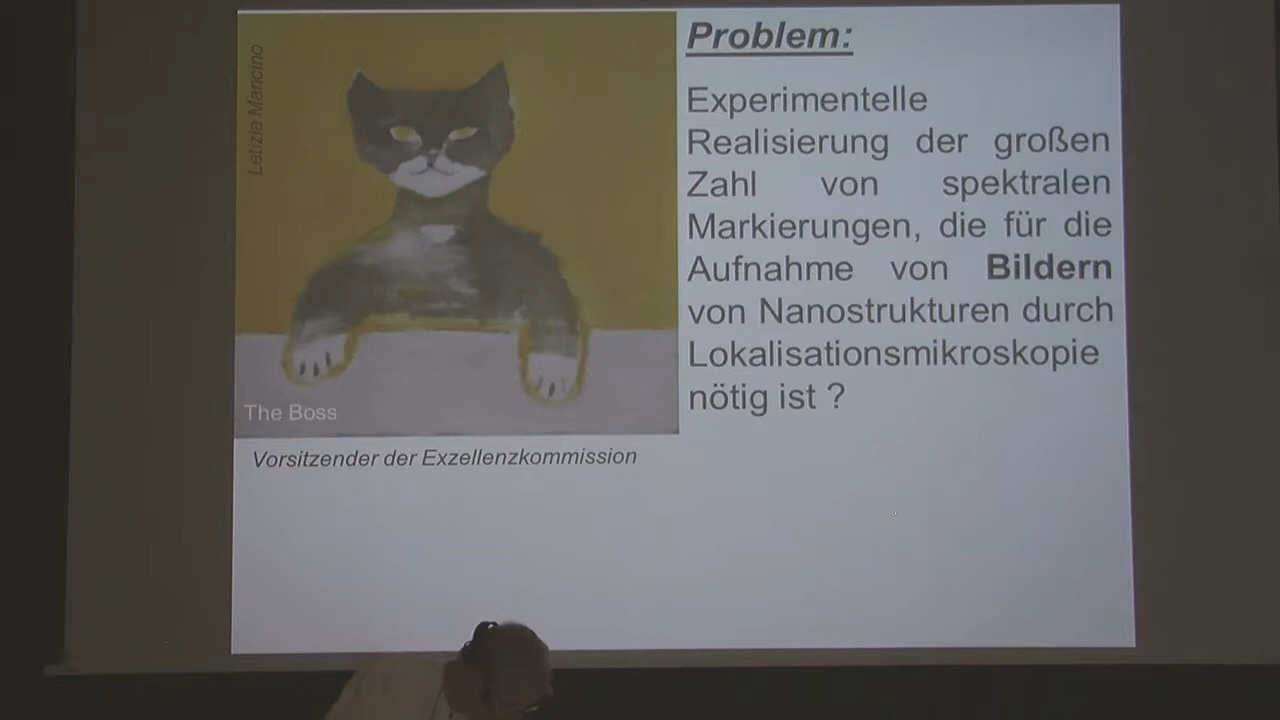 Letizia Mancino
The Boss
Vorsitzender der Exzellenzkommission
Problem:
Experimentelle
Realisierung der großen
Zahl von spektralen
Markierungen, die für die
Aufnahme von Bildern
von Nanostrukturen durch
Lokalisationsmikroskopie
nötig ist ?